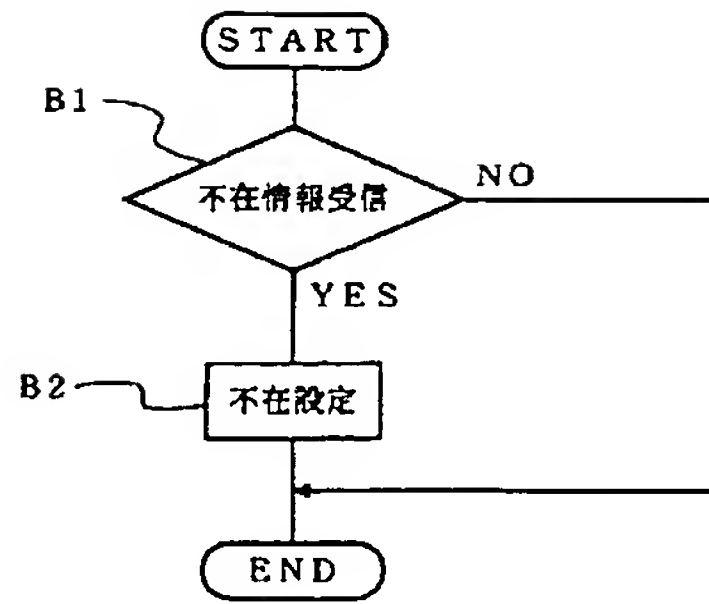 START
B1
不在情報受信
NO
YES
B2
不在設定
END